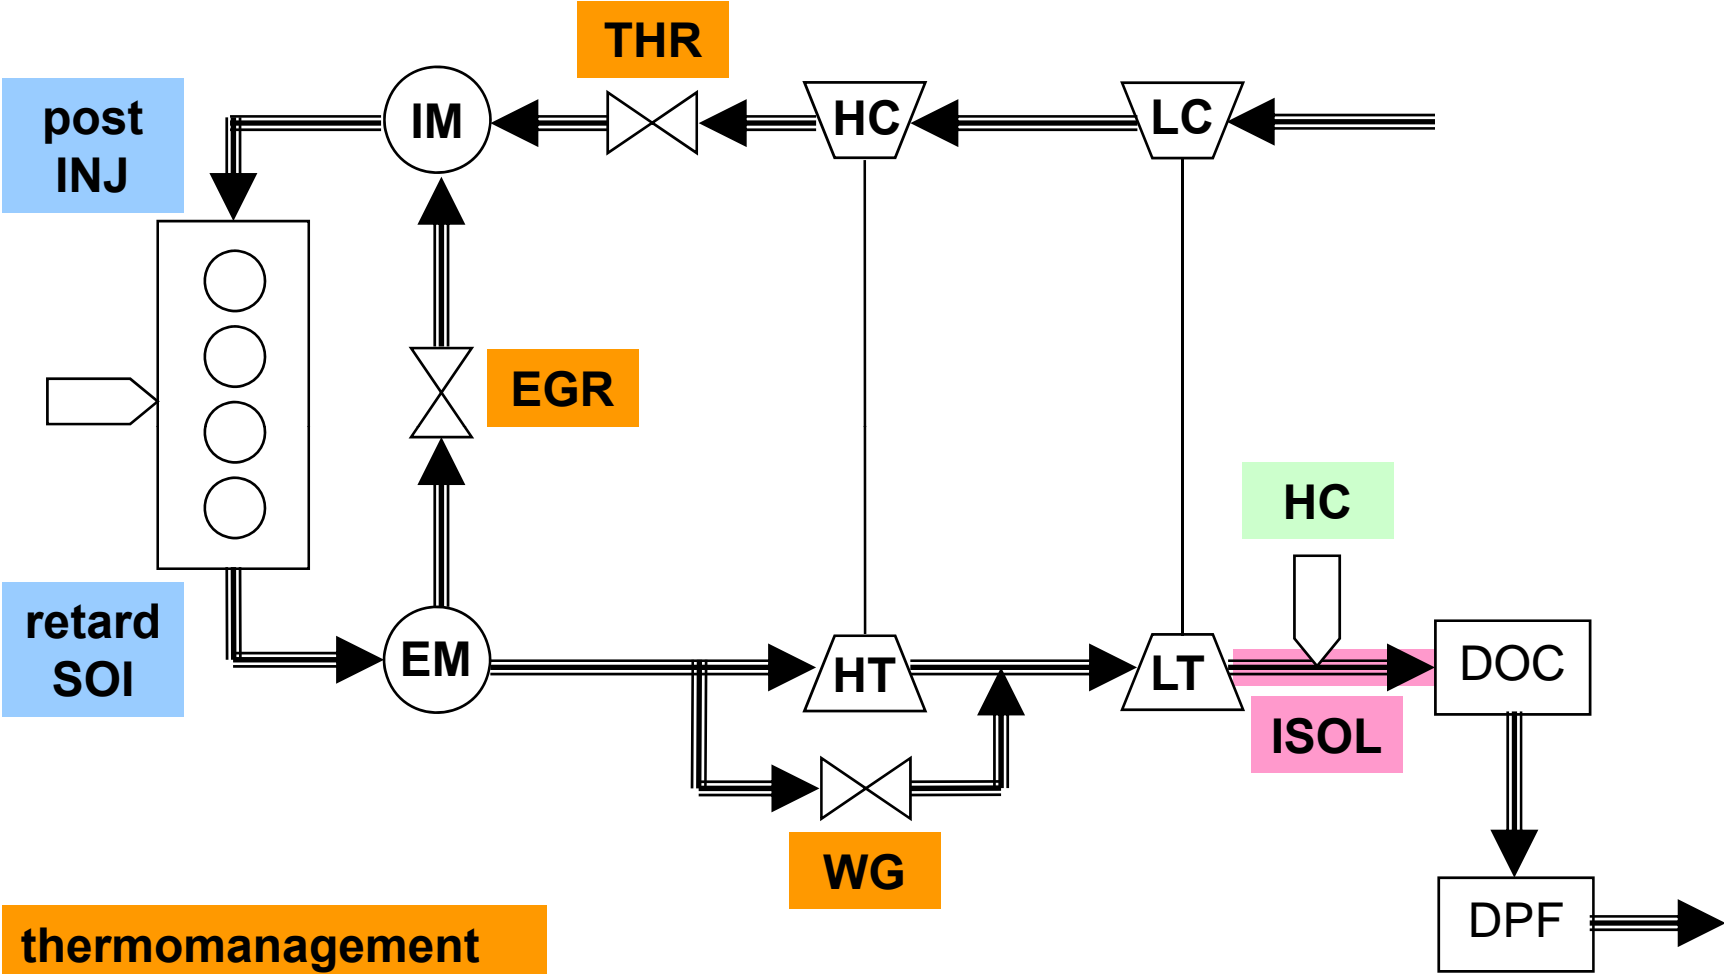 THR
post
INJ
IM
HC
LC
EGR
HC
retard
SOI
EM
HT
LT
DOC
ISOL
WG
DPF
thermomanagement